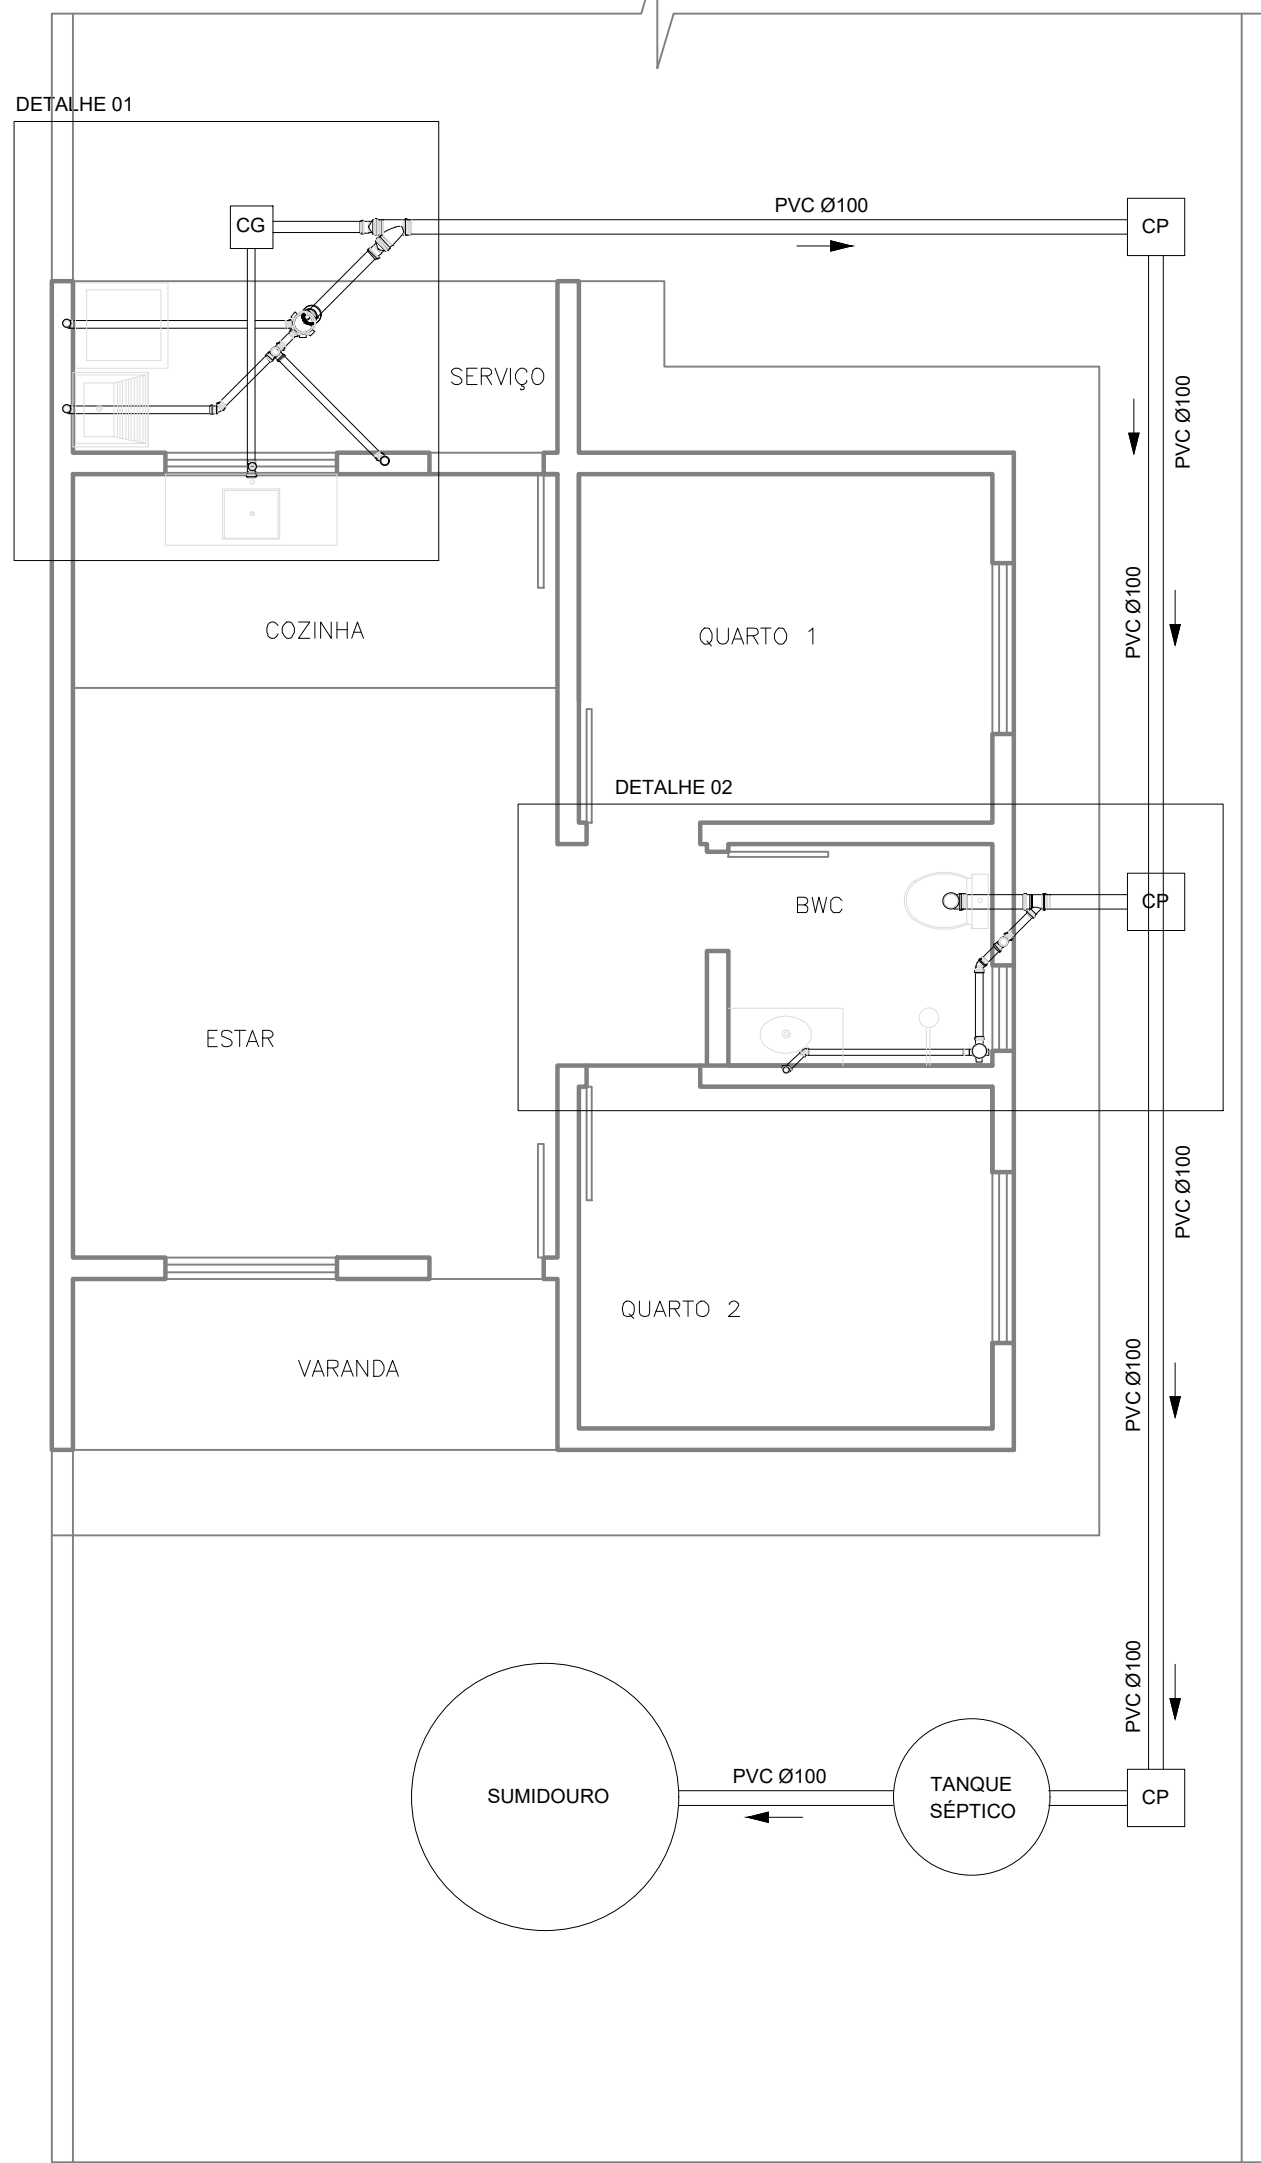 DETALHE 01
PVC Ø100
CG
CP
SERVIÇO
PVC Ø100
PVC Ø100
COZINHA
QUARTO 1
DETALHE 02
BWC
CP
ESTAR
PVC Ø100
QUARTO 2
VARANDA
PVC Ø100
PVC Ø100
PVC Ø100
SUMIDOURO
TANQUE
SÉPTICO
CP